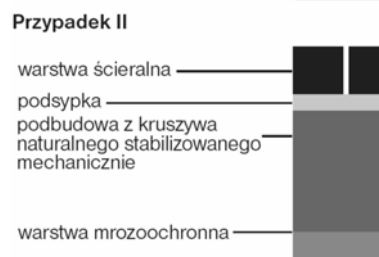 Przypadek II
warstwa ścieralna
podsypka
podbudowa z kruszywa
naturalnego stabilizowanego
mechanicznie
warstwa mrozoochronna